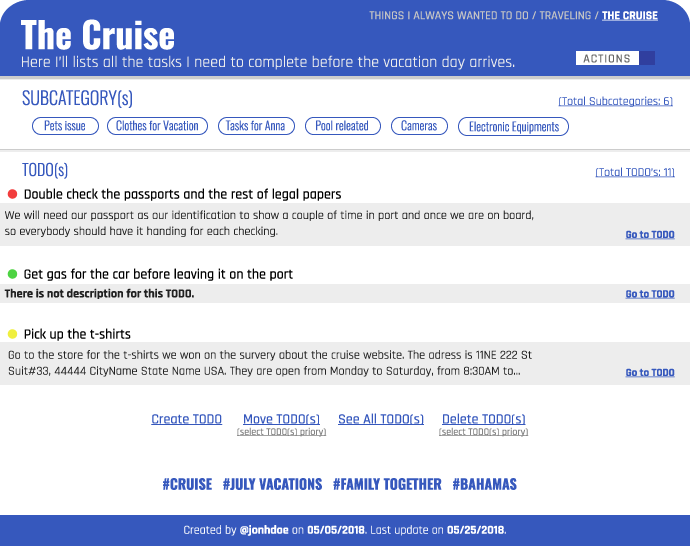 THINGS I ALWAYS WANTED TO DO / TRAVELING / THE CRUISE
The Cruise
Here I'll lists all the tasks I need to complete before the vacation day arrives.
ACTIONS
SUBCATEGORY(s)
(Total Subcategories: 6)
Pets issue Clothes for Vacation Tasks for Anna Pool releated Cameras Electronic Equipments
TODO(s)
(Total TODO's: 11)
Double check the passports and the rest of legal papers
We will need our passport as our identification to show a couple of time in port and once we are on board,
so everybody should have it handing for each checking.
Go to TODO
Get gas for the car before leaving it on the port
There is not description for this TODO.
Go to TODO
Pick up the t-shirts
Go to the store for the t-shirts we won on the survery about the cruise website. The adress is 11NE 222 St
Suit#33, 44444 CityName State Name USA. They are open from Monday to Saturday, from 8:30AM to...
Go to TODO
Create TODO Move TODO(s) See All TODO(s) Delete TODO(s)
(select TODO(s) priory) (select TODO(s) priory)
#CRUISE #JULY VACATIONS #FAMILY TOGETHER #BAHAMAS
Created by @jonhdoe on 05/05/2018. Last update on 05/25/2018.